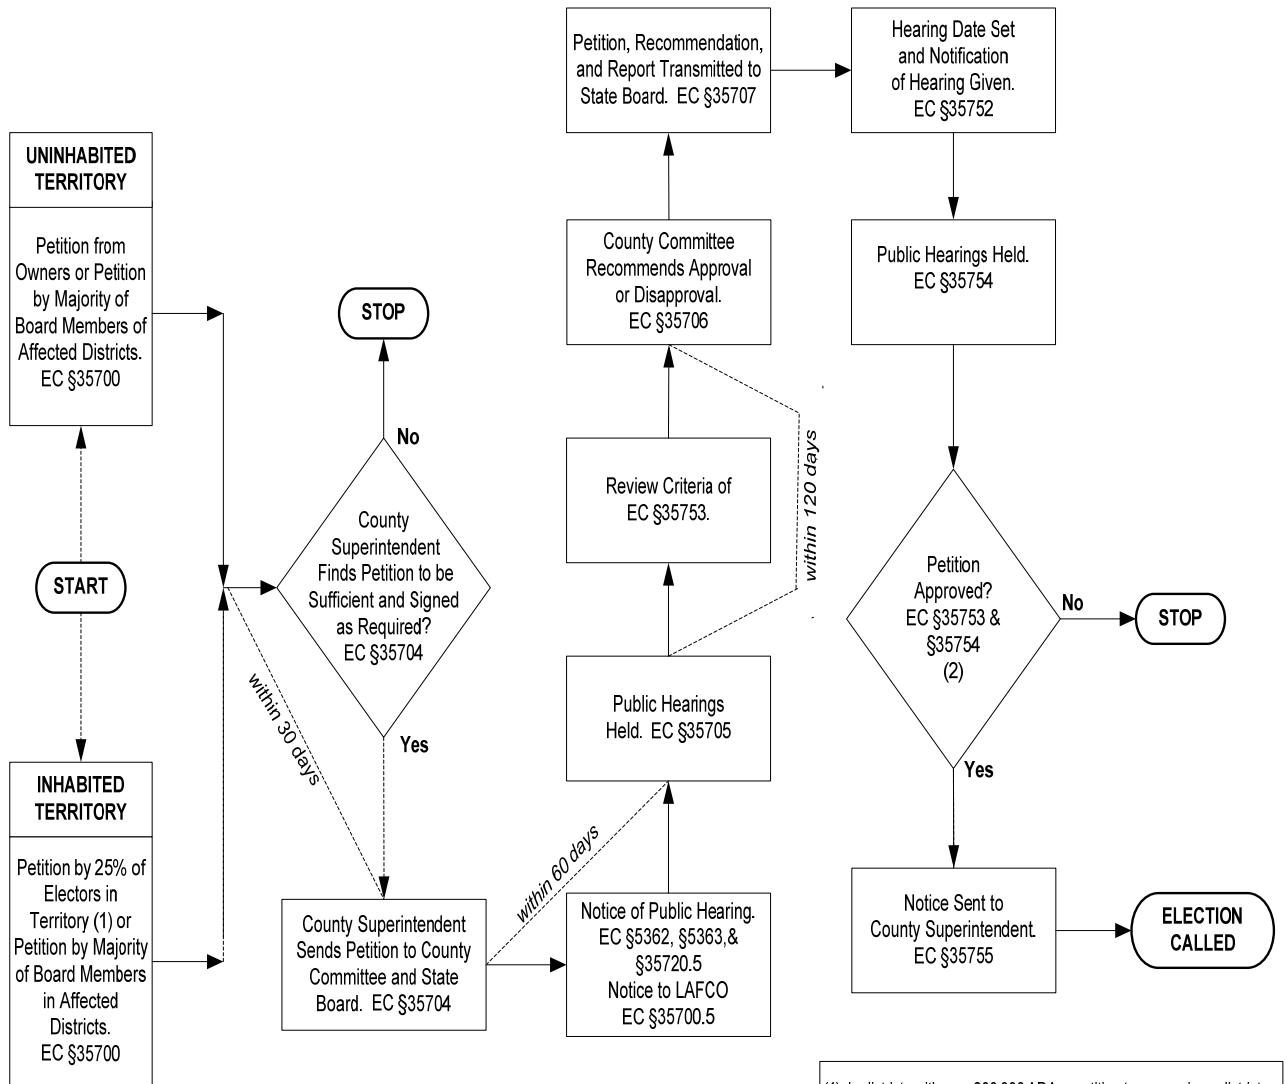 UNINHABITED
TERRITORY
Petition from
Owners or Petition
by Majority of
Board Members of
Affected Districts.
EC §35700
START
INHABITED
TERRITORY
Petition by 25% of
Electors in
Territory (1) or
Petition by Majority
of Board Members
in Affected
Districts.
EC §35700
STOP
No
County
Superintendent
Finds Petition to be
Sufficient and Signed
as Required?
EC §35704
within 30 days
Yes
County Superintendent
Sends Petition to County
Committee and State
Board. EC §35704
within 60 days
Notice of Public Hearing.
EC §5362, §5363,&
§35720.5
Notice to LAFCO
EC §35700.5
Public Hearings
Held. EC §35705
within 120 days
Review Criteria of
EC §35753.
County Committee
Recommends Approval
or Disapproval.
EC §35706
Petition, Recommendation,
and Report Transmitted to
State Board. EC §35707
Hearing Date Set
and Notification
of Hearing Given.
EC §35752
Public Hearings Held.
EC §35754
Petition
Approved?
EC §35753 &
§35754
(2)
No
STOP
Yes
Notice Sent to
County Superintendent.
EC §35755
ELECTION
CALLED